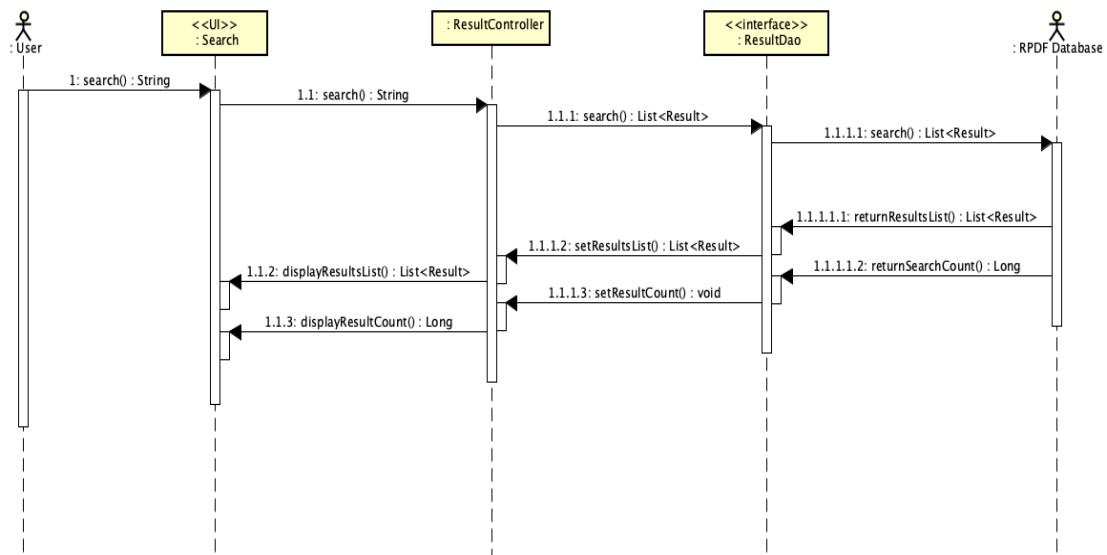 : User
<<UI>>
: Search
: ResultController
<<interface>>
: ResultDao
: RPDF Database
1: search() : String
1.1: search() : String
1.1.1: search() : List<Result>
1.1.1.1: search() : List<Result>
1.1.1.1.1: returnResultsList() : List<Result>
1.1.1.2: setResultsList() : List<Result>
1.1.2: displayResultsList() : List<Result>
1.1.1.1.2: returnSearchCount() : Long
1.1.1.3: setResultCount() : void
1.1.3: displayResultCount() : Long